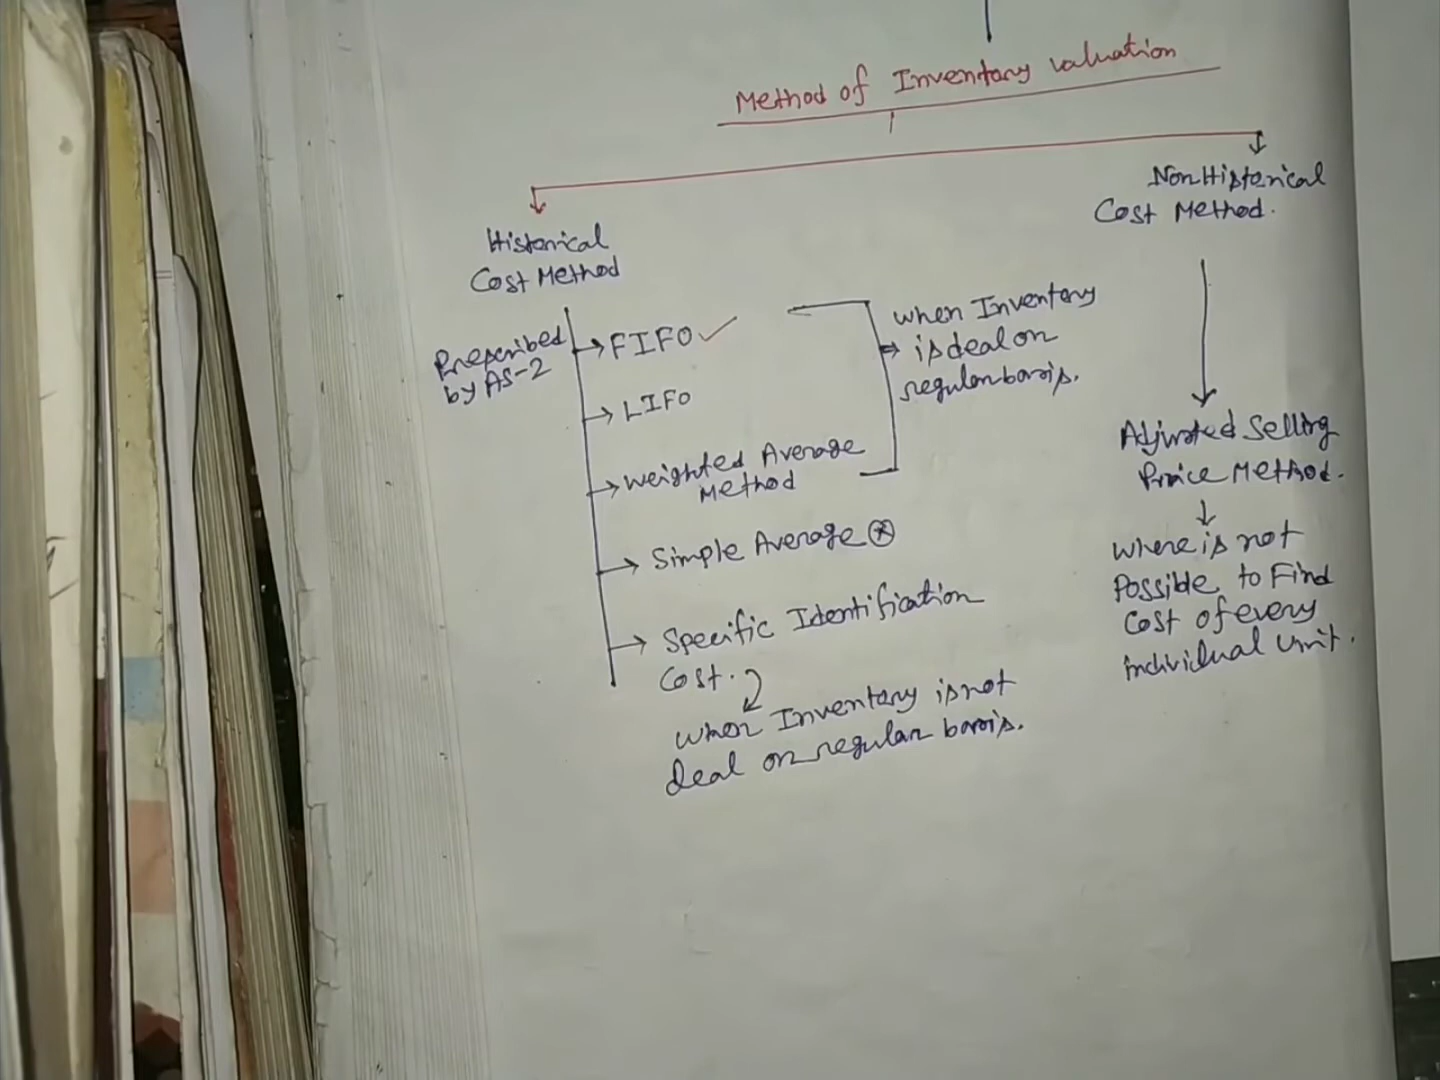 Method of Inventory valuation
Historical
Cost Method
Non Historical
Cost Method.
Prescribed
by AS-2
FIFO
LIFO
Weighted Average
Method
Simple Average
Specific Identification
Cost.
when Inventory is not
deal on regular basis.
when Inventory
is deal on
regular basis.
Adjusted Selling
Price Method.
where is not
Possible to Find
Cost of every
individual unit.